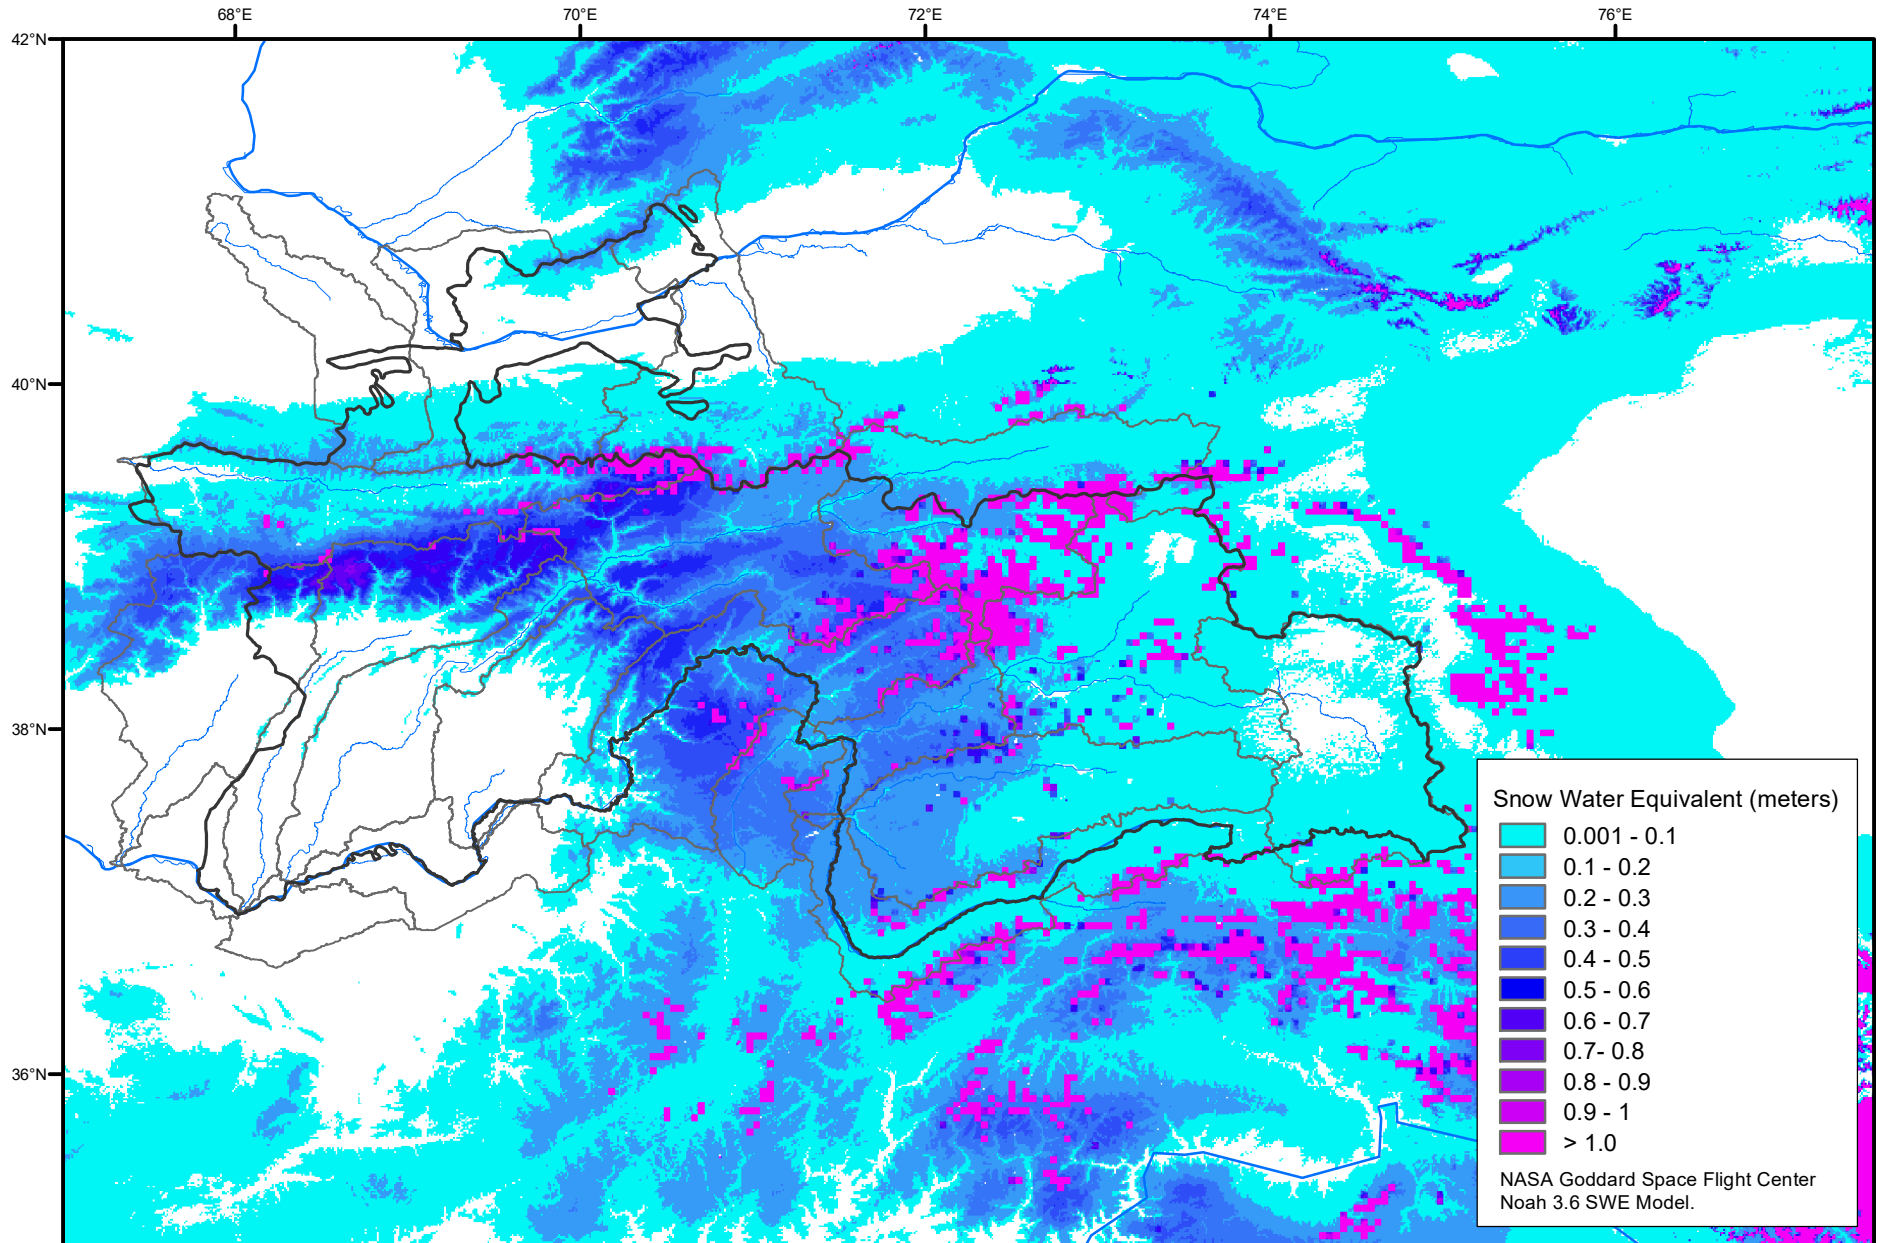 68°E
70°E
72°E
74°E
76°E
42°N
40°N
38°N
36°N
Snow Water Equivalent (meters)
0.001 - 0.1
0.1 - 0.2
0.2 - 0.3
0.3 - 0.4
0.4 - 0.5
0.5 - 0.6
0.6 - 0.7
0.7- 0.8
0.8 - 0.9
0.9 - 1
> 1.0
NASA Goddard Space Flight Center
Noah 3.6 SWE Model.